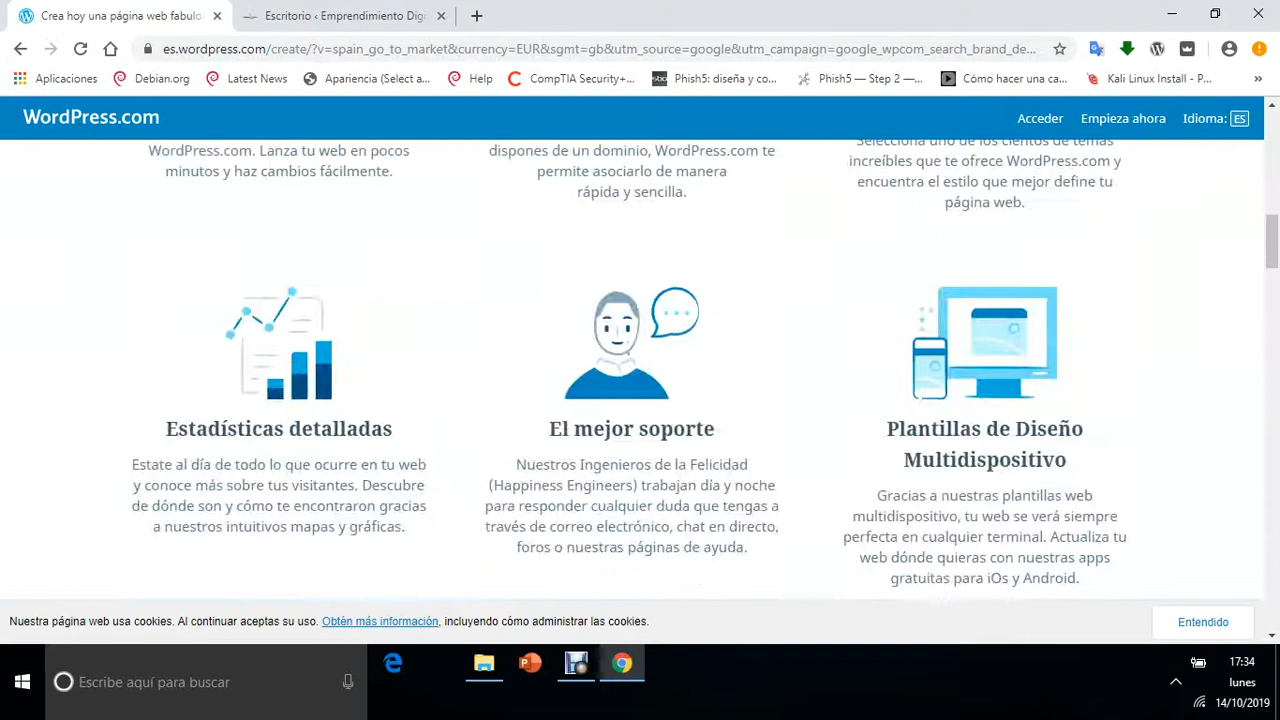 Crea hoy una página web fabulo
Escritorio ‹ Emprendimiento Digi
es.wordpress.com/create/?v=spain_go_to_market&currency=EUR&sgmt=gb&utm_source=google&utm_campaign=google_wpcom_search_brand_de...
Aplicaciones
Debian.org
Latest News
Apariencia (Select a...
Help
CompTIA Security+...
Phish5: diseña y co...
Phish5 — Step 2 —...
Cómo hacer una ca...
Kali Linux Install - P...
»
WordPress.com
Acceder
Empieza ahora
Idioma: ES
WordPress.com. Lanza tu web en pocos
minutos y haz cambios fácilmente.
dispones de un dominio, WordPress.com te
permite asociarlo de manera
rápida y sencilla.
Selecciona uno de los cientos de temas
increíbles que te ofrece WordPress.com y
encuentra el estilo que mejor define tu
página web.
Estadísticas detalladas
Estate al día de todo lo que ocurre en tu web
y conoce más sobre tus visitantes. Descubre
de dónde son y cómo te encontraron gracias
a nuestros intuitivos mapas y gráficas.
El mejor soporte
Nuestros Ingenieros de la Felicidad
(Happiness Engineers) trabajan día y noche
para responder cualquier duda que tengas a
través de correo electrónico, chat en directo,
foros o nuestras páginas de ayuda.
Plantillas de Diseño
Multidispositivo
Gracias a nuestras plantillas web
multidispositivo, tu web se verá siempre
perfecta en cualquier terminal. Actualiza tu
web dónde quieras con nuestras apps
gratuitas para iOs y Android.
Nuestra página web usa cookies. Al continuar aceptas su uso. Obtén más información, incluyendo cómo administrar las cookies.
Entendido
Escribe aquí para buscar
17:34
lunes
14/10/2019